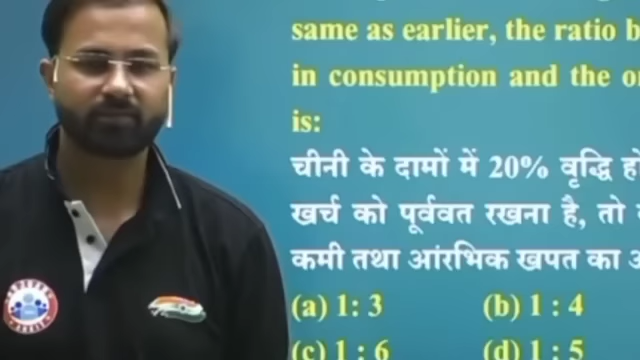 same as earlier, the ratio b
in consumption and the o
is:
चीनी के दामों में 20% वृद्धि हो
खर्च को पूर्ववत रखना है, तो
कमी तथा आंरभिक खपत का अ
(a) 1: 3 (b) 1 : 4
(c) 1 : 6 (d) 1 : 5